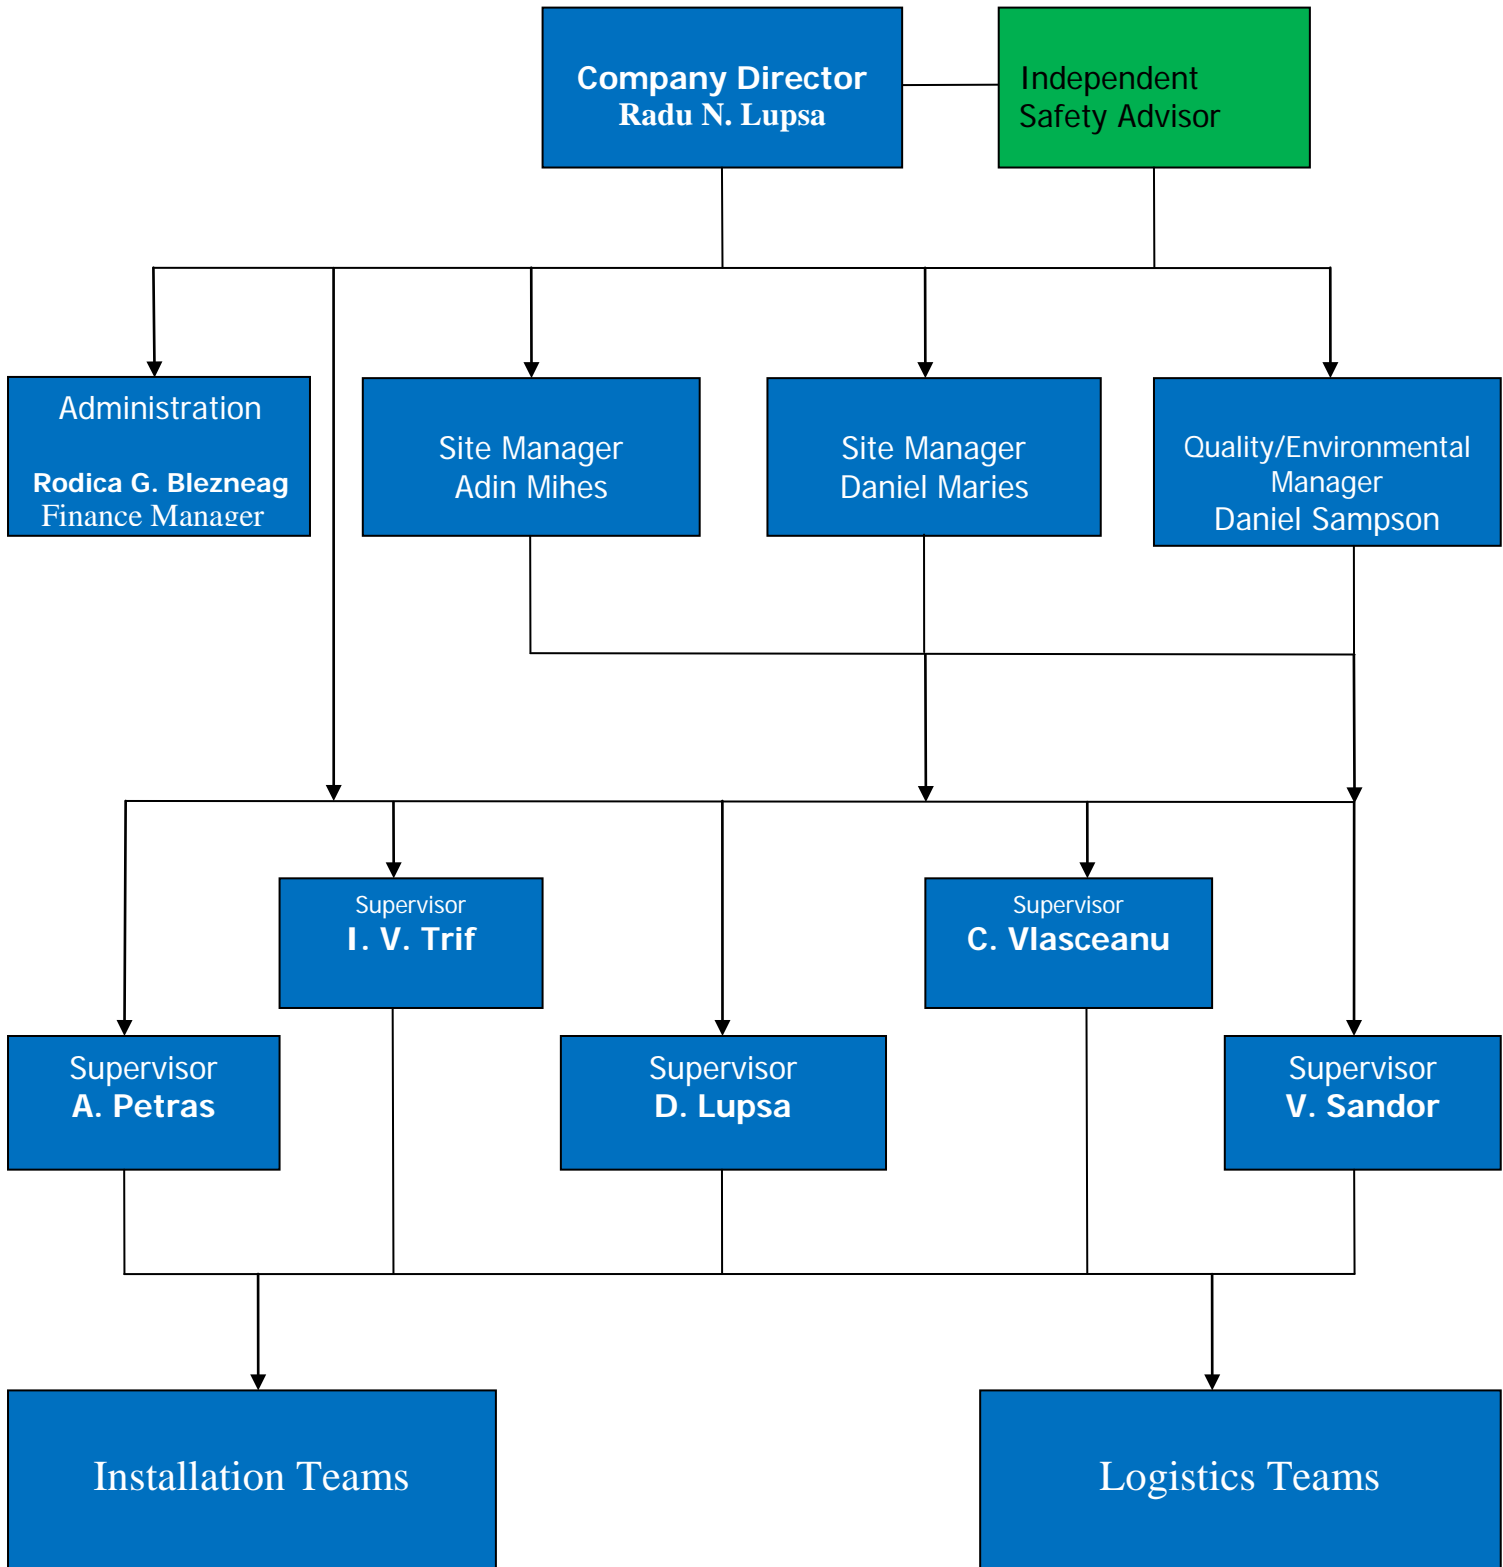 Company Director
Radu N. Lupsa
Independent
Safety Advisor
Administration
Rodica G. Blezneag
Finance Manager
Site Manager
Adin Mihes
Site Manager
Daniel Maries
Quality/Environmental
Manager
Daniel Sampson
Supervisor
I. V. Trif
Supervisor
C. Vlasceanu
Supervisor
A. Petras
Supervisor
D. Lupsa
Supervisor
V. Sandor
Installation Teams
Logistics Teams